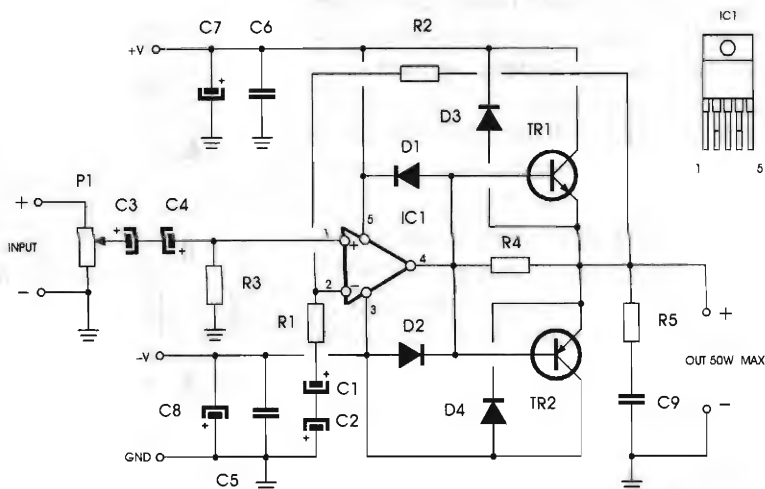 C7
C6
R2
IC1
+V
+
D3
TR1
1
5
D1
P1
+
C3
C4
IC1
5
INPUT
+
+
1
+
4
R4
R3
2
−
3
−
R1
D2
R5
+
−V
C8
+
C1
OUT 50W MAX
+
C2
D4
TR2
C9
−
GND
C5
+